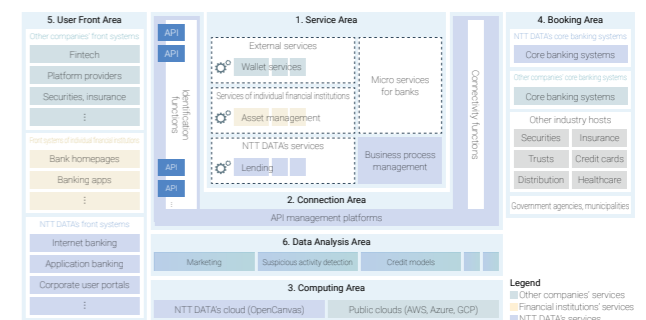 5. User Front Area
Other companies' front systems
Fintech
Platform providers
Securities, insurance
⋮
Front systems of individual financial institutions
Bank homepages
Banking apps
⋮
NTT DATA's front systems
Internet banking
Application banking
Corporate user portals
⋮
API
API
API
API
⋮
Identification
functions
1. Service Area
External services
Wallet services
Services of individual financial institutions
Asset management
NTT DATA's services
Lending
Micro services
for banks
Business process
management
Connectivity functions
2. Connection Area
API management platforms
6. Data Analysis Area
Marketing
Suspicious activity detection
Credit models
3. Computing Area
NTT DATA's cloud (OpenCanvas)
Public clouds (AWS, Azure, GCP)
4. Booking Area
NTT DATA's core banking systems
Core banking systems
Other companies' core banking systems
Core banking systems
Other industry hosts
Securities
Insurance
Trusts
Credit cards
Distribution
Healthcare
Government agencies, municipalities
Legend
Other companies' services
Financial institutions' services
NTT DATA's services